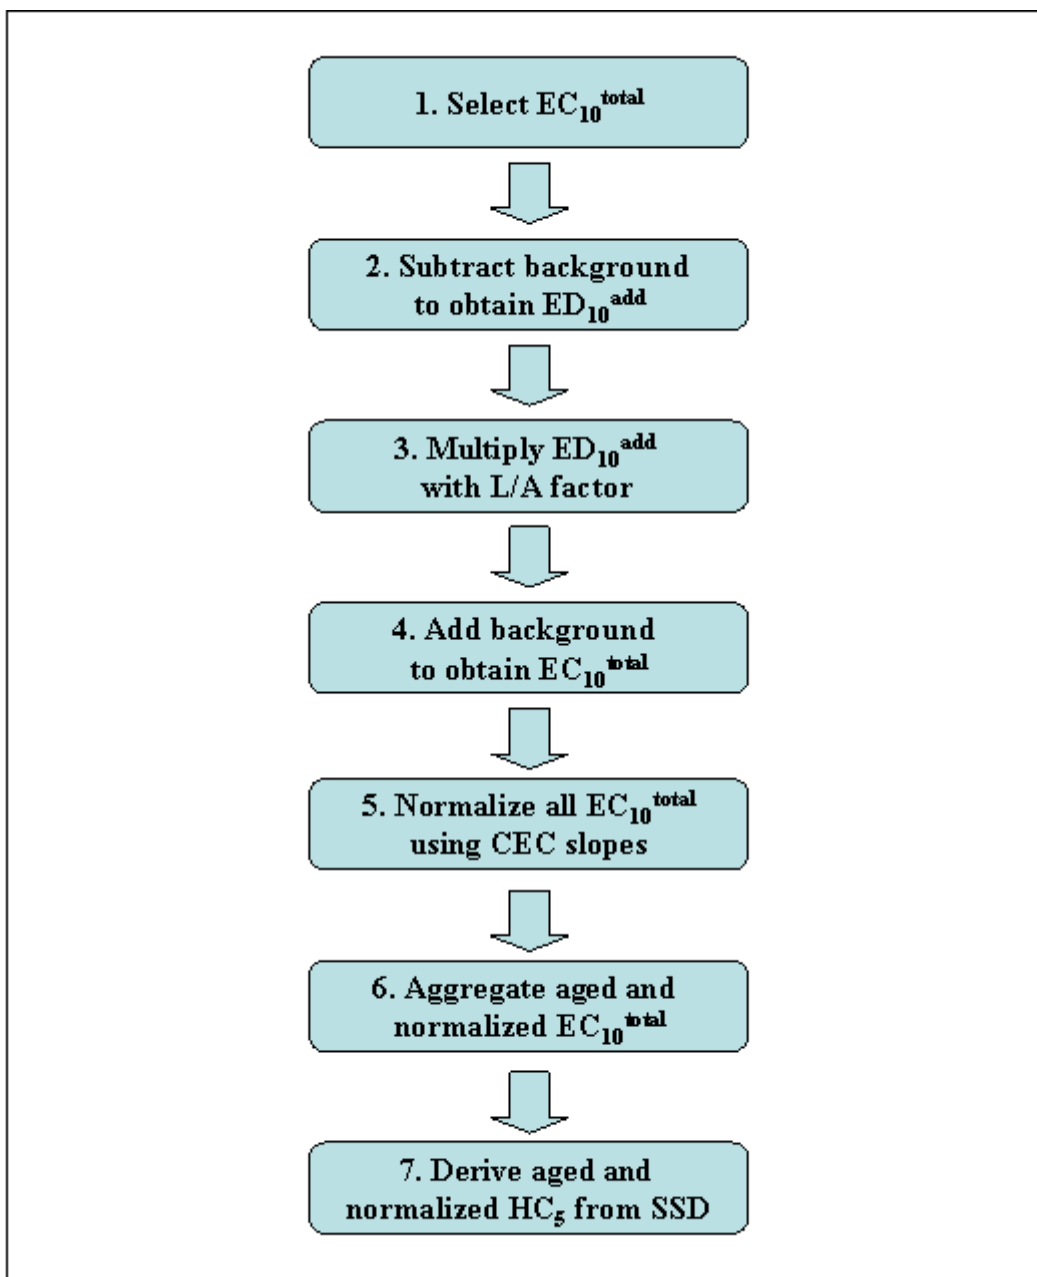 1. Select EC₁₀ᵗᵒᵗᵃˡ
2. Subtract background
to obtain ED₁₀ᵃᵈᵈ
3. Multiply ED₁₀ᵃᵈᵈ
with L/A factor
4. Add background
to obtain EC₁₀ᵗᵒᵗᵃˡ
5. Normalize all EC₁₀ᵗᵒᵗᵃˡ
using CEC slopes
6. Aggregate aged and
normalized EC₁₀ᵗᵒᵗᵃˡ
7. Derive aged and
normalized HC₅ from SSD